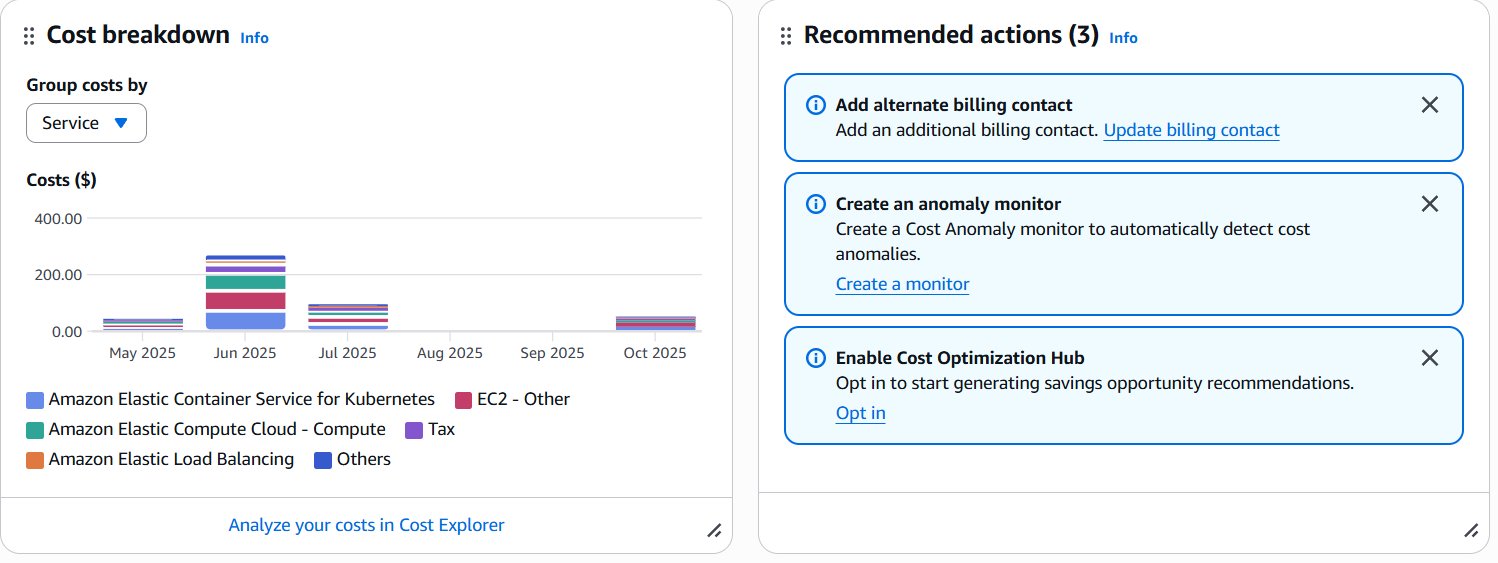 Cost breakdown Info
Group costs by
Service
Costs ($)
400.00
200.00
0.00
May 2025 Jun 2025 Jul 2025 Aug 2025 Sep 2025 Oct 2025
Amazon Elastic Container Service for Kubernetes EC2 - Other
Amazon Elastic Compute Cloud - Compute Tax
Amazon Elastic Load Balancing Others
Analyze your costs in Cost Explorer
Recommended actions (3) Info
Add alternate billing contact
Add an additional billing contact. Update billing contact
Create an anomaly monitor
Create a Cost Anomaly monitor to automatically detect cost
anomalies.
Create a monitor
Enable Cost Optimization Hub
Opt in to start generating savings opportunity recommendations.
Opt in